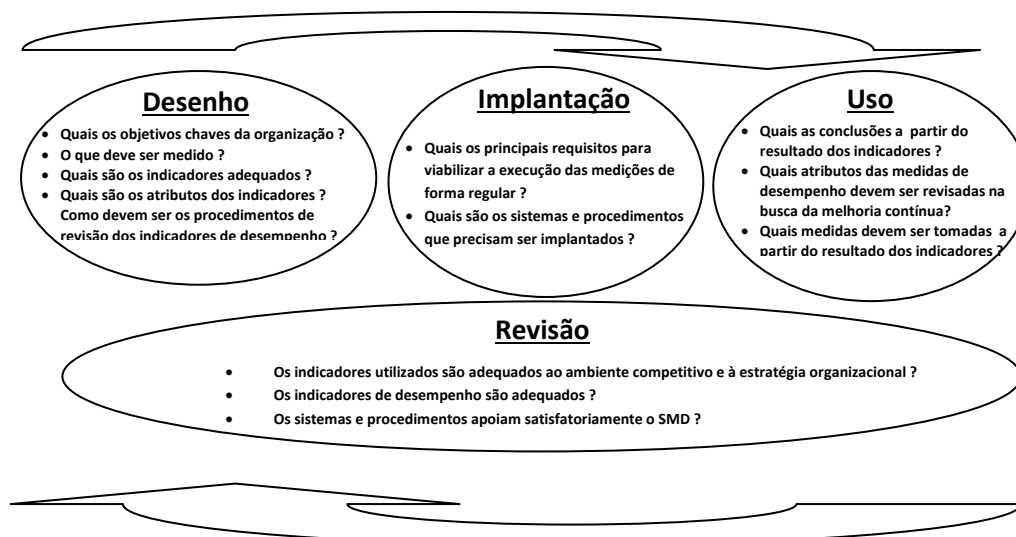 Desenho
• Quais os objetivos chaves da organização ?
• O que deve ser medido ?
• Quais são os indicadores adequados ?
• Quais são os atributos dos indicadores ?
Como devem ser os procedimentos de
revisão dos indicadores de desempenho ?
Implantação
• Quais os principais requisitos para
viabilizar a execução das medições de
forma regular ?
• Quais são os sistemas e procedimentos
que precisam ser implantados ?
Uso
• Quais as conclusões a partir do
resultado dos indicadores ?
• Quais atributos das medidas de
desempenho devem ser revisadas na
busca da melhoria contínua?
• Quais medidas devem ser tomadas a
partir do resultado dos indicadores ?
Revisão
• Os indicadores utilizados são adequados ao ambiente competitivo e à estratégia organizacional ?
• Os indicadores de desempenho são adequados ?
• Os sistemas e procedimentos apoiam satisfatoriamente o SMD ?